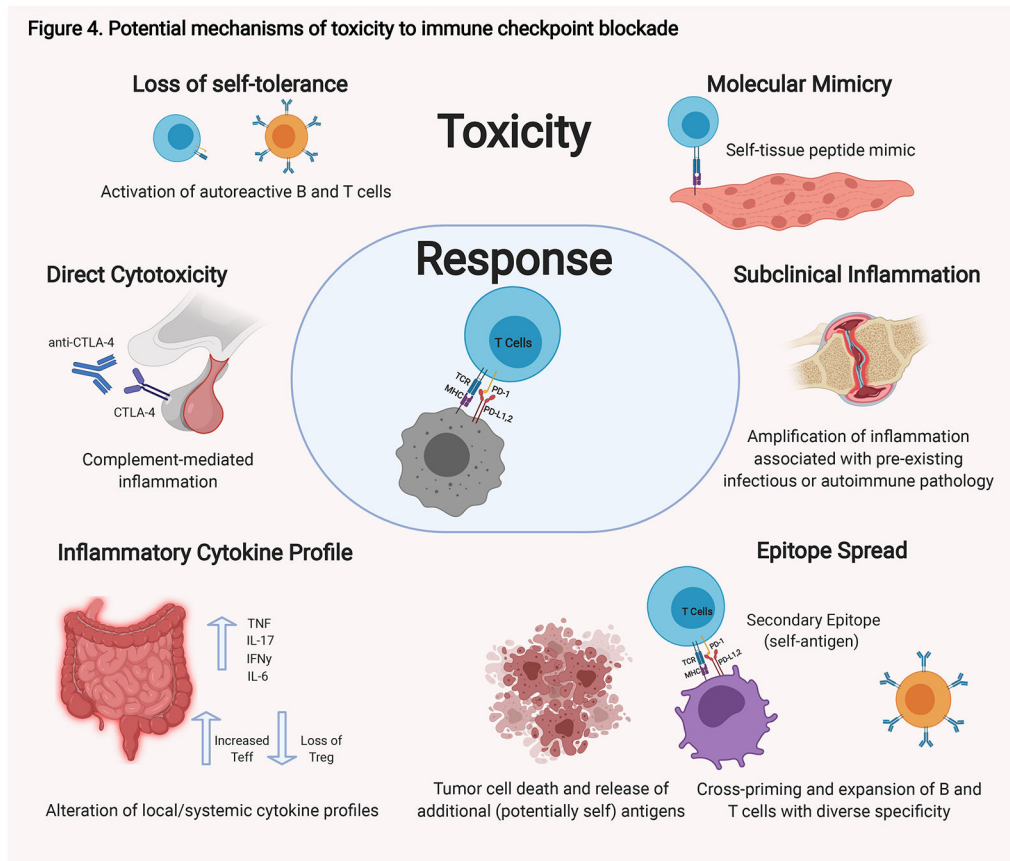 Figure 4. Potential mechanisms of toxicity to immune checkpoint blockade
Loss of self-tolerance
Activation of autoreactive B and T cells
Toxicity
Molecular Mimicry
Self-tissue peptide mimic
Response
T Cells
TCR
MHC
PD-1
PD-L1,2
Direct Cytotoxicity
anti-CTLA-4
CTLA-4
Complement-mediated
inflammation
Subclinical Inflammation
Amplification of inflammation
associated with pre-existing
infectious or autoimmune pathology
Inflammatory Cytokine Profile
TNF
IL-17
IFNy
IL-6
Increased
Teff
Loss of
Treg
Alteration of local/systemic cytokine profiles
Epitope Spread
T Cells
TCR
MHC
PD-1
PD-L1,2
Secondary Epitope
(self-antigen)
Tumor cell death and release of
additional (potentially self) antigens
Cross-priming and expansion of B and
T cells with diverse specificity